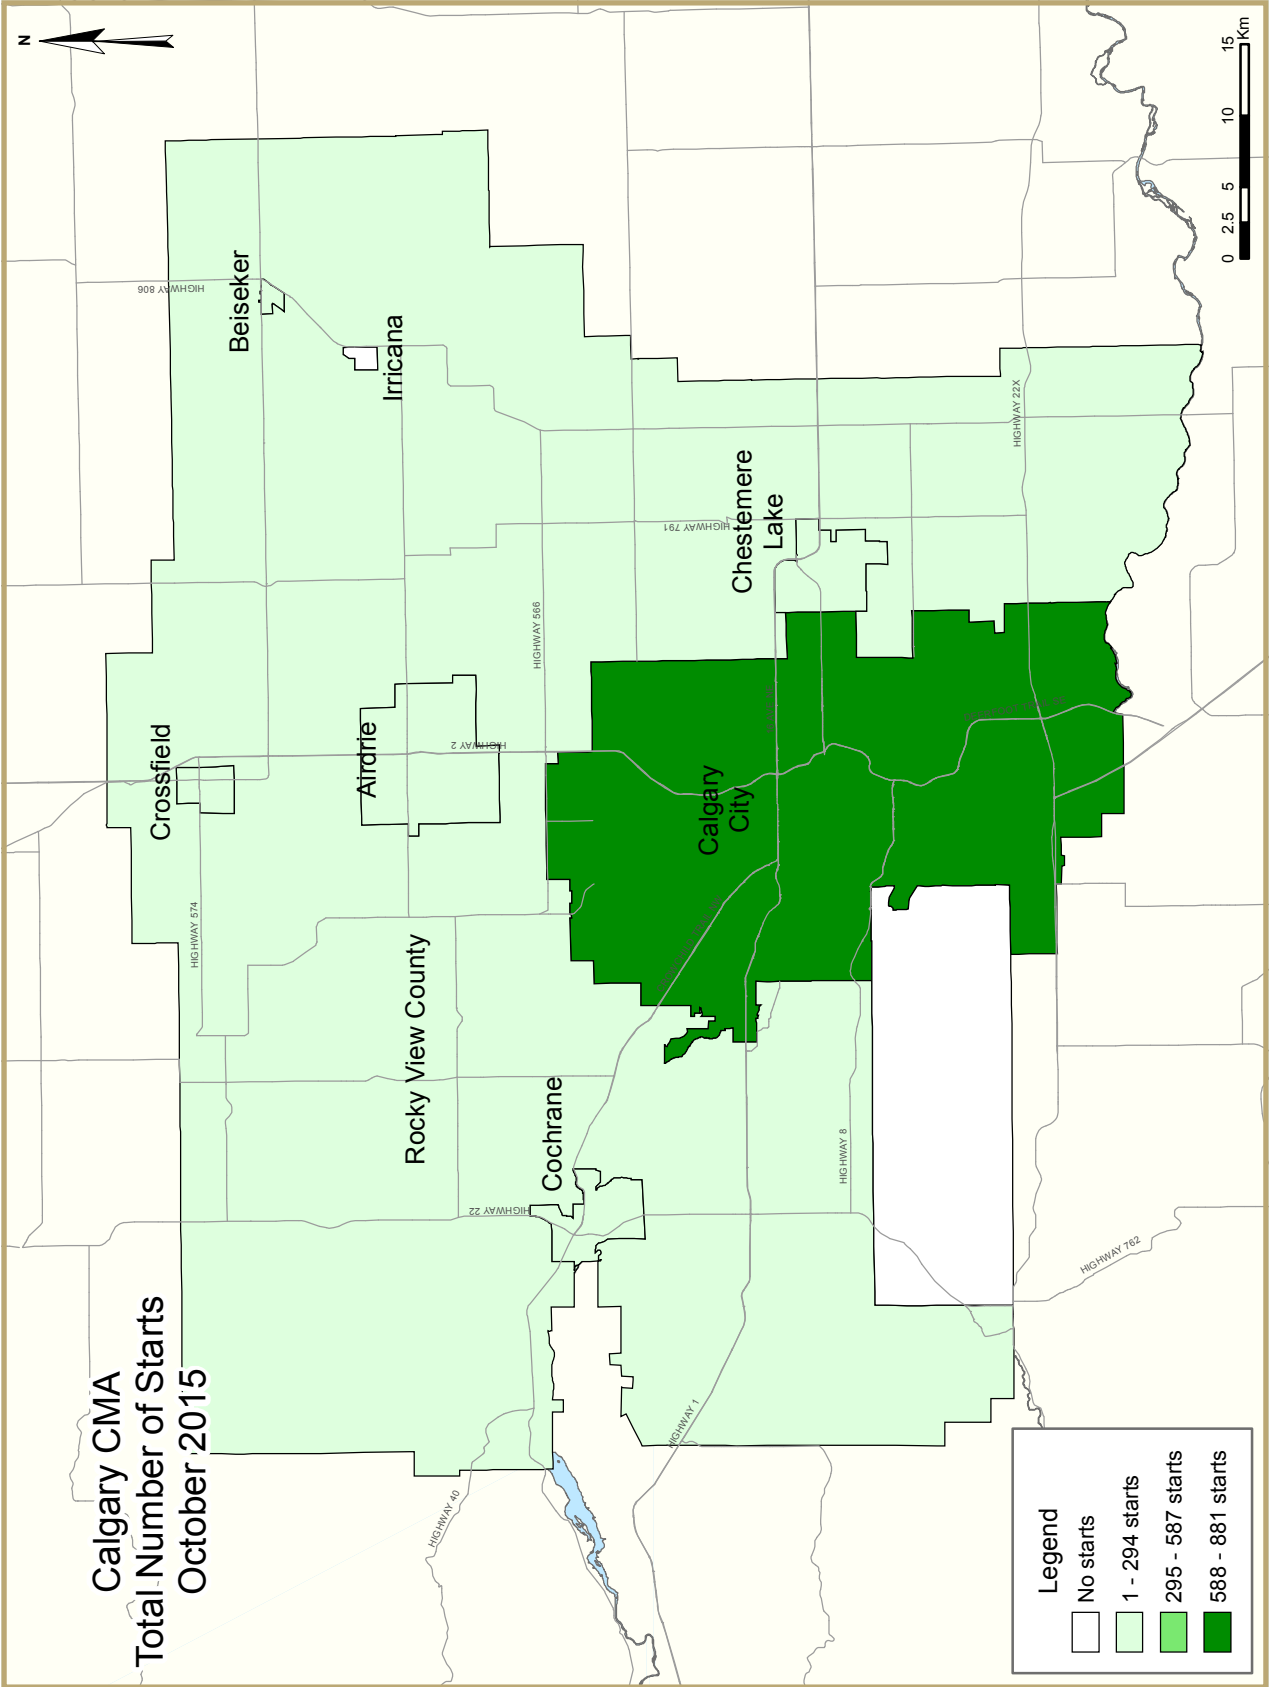 Calgary CMA
Total Number of Starts
October 2015
N
Crossfield
Beiseker
Irricana
Airdrie
Rocky View County
Cochrane
Chestemere
Lake
Calgary
City
HIGHWAY 806
HIGHWAY 574
HIGHWAY 566
HIGHWAY 2
HIGHWAY 791
HIGHWAY 22
HIGHWAY 40
HIGHWAY 1
HIGHWAY 8
HIGHWAY 22X
HIGHWAY 762
Legend
No starts
1 - 294 starts
295 - 587 starts
588 - 881 starts
0 2.5 5 10 15
Km